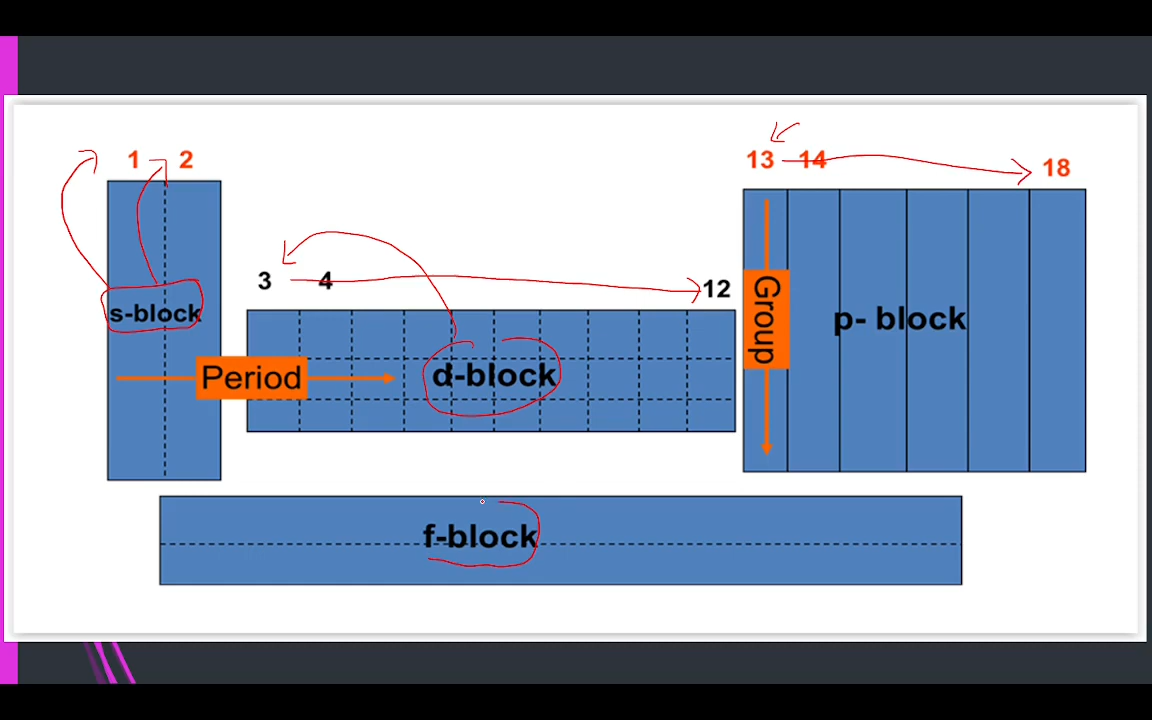 1 2
13 14 18
3 4 12
s-block
Group
p- block
Period
d-block
f-block